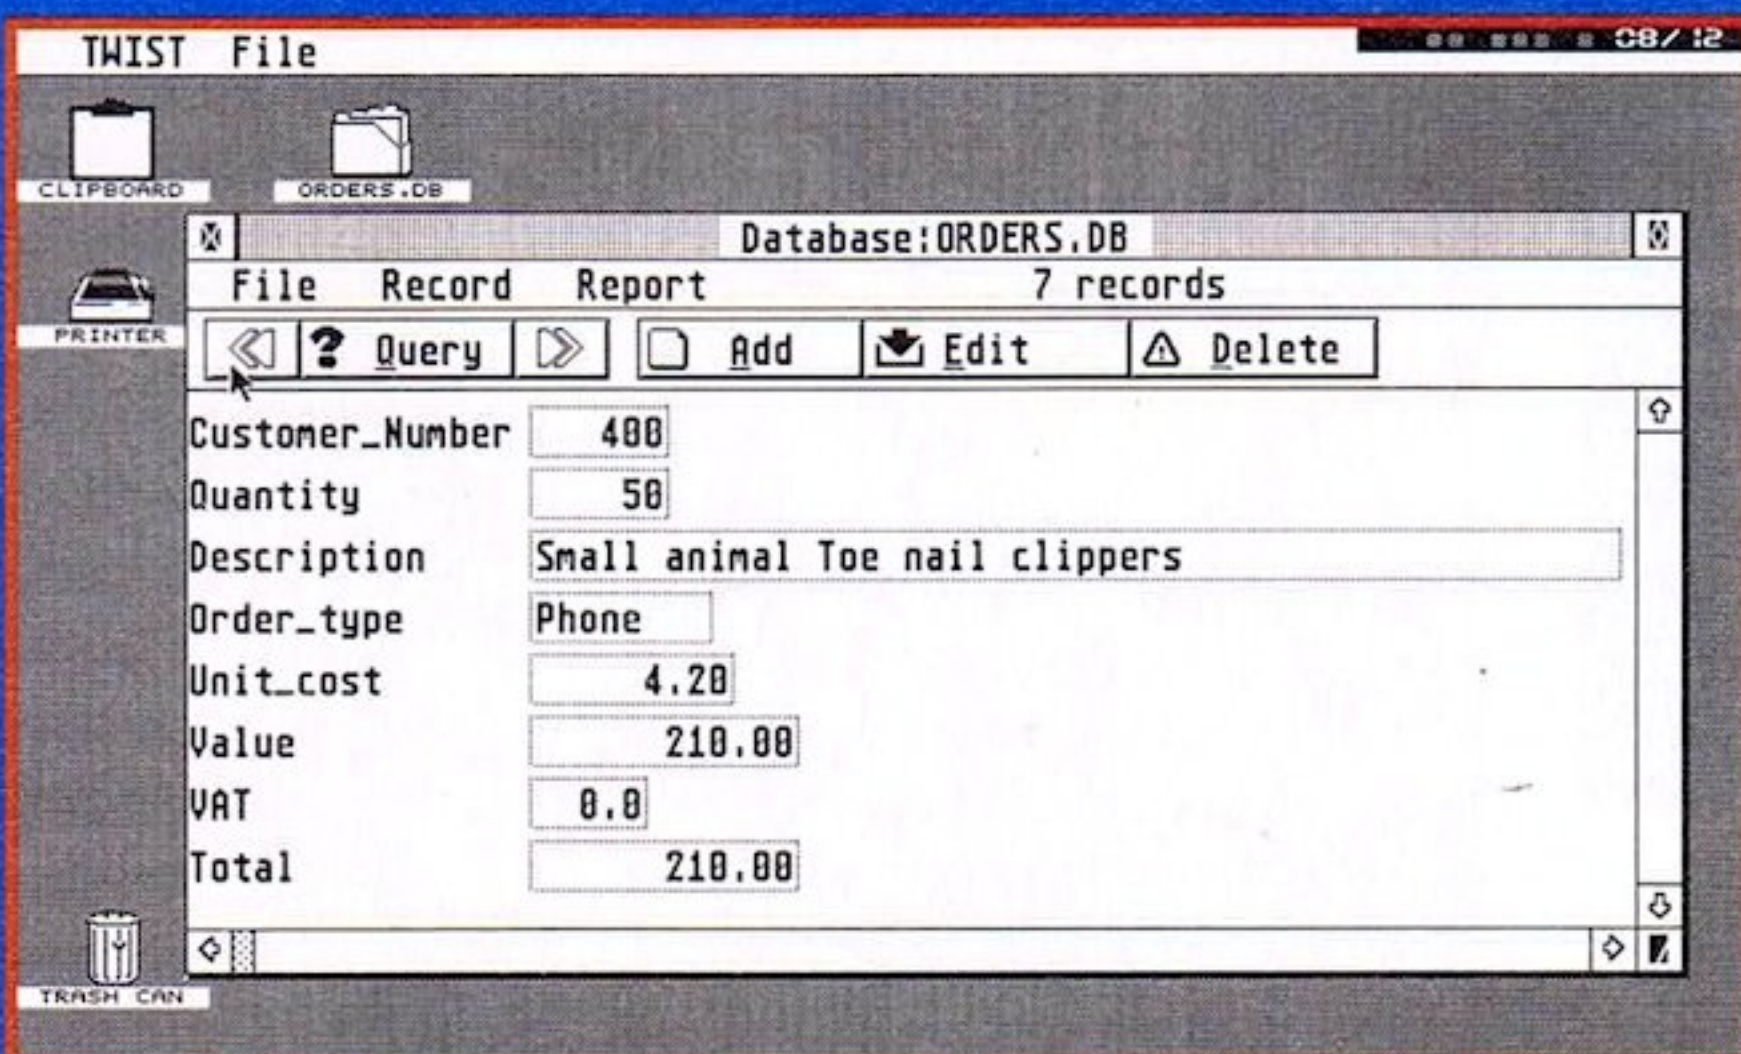 TWIST File
08/12
CLIPBOARD
ORDERS.DB
Database:ORDERS.DB
PRINTER
File Record Report 7 records
? Query Add Edit Delete
Customer_Number 400
Quantity 50
Description Small animal Toe nail clippers
Order_type Phone
Unit_cost 4.20
Value 210.00
VAT 0.0
Total 210.00
TRASH CAN